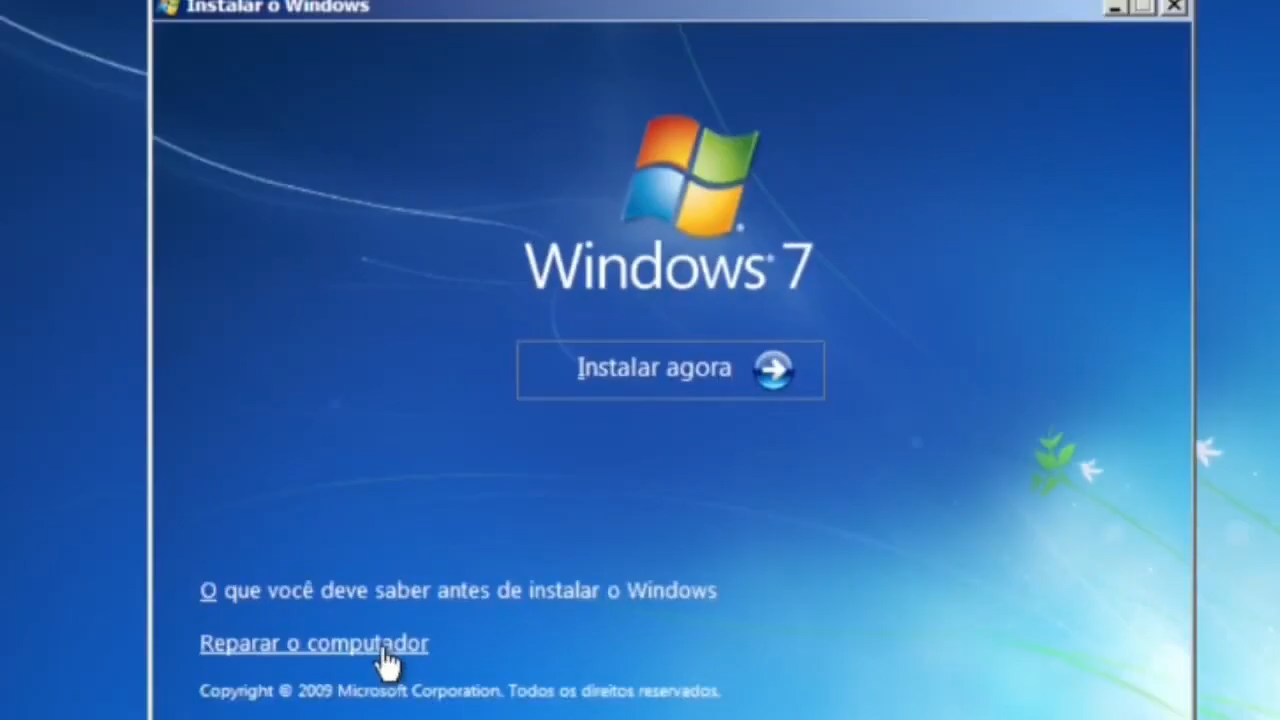 Instalar o Windows
Windows® 7
Instalar agora
O que você deve saber antes de instalar o Windows
Reparar o computador
Copyright © 2009 Microsoft Corporation. Todos os direitos reservados.